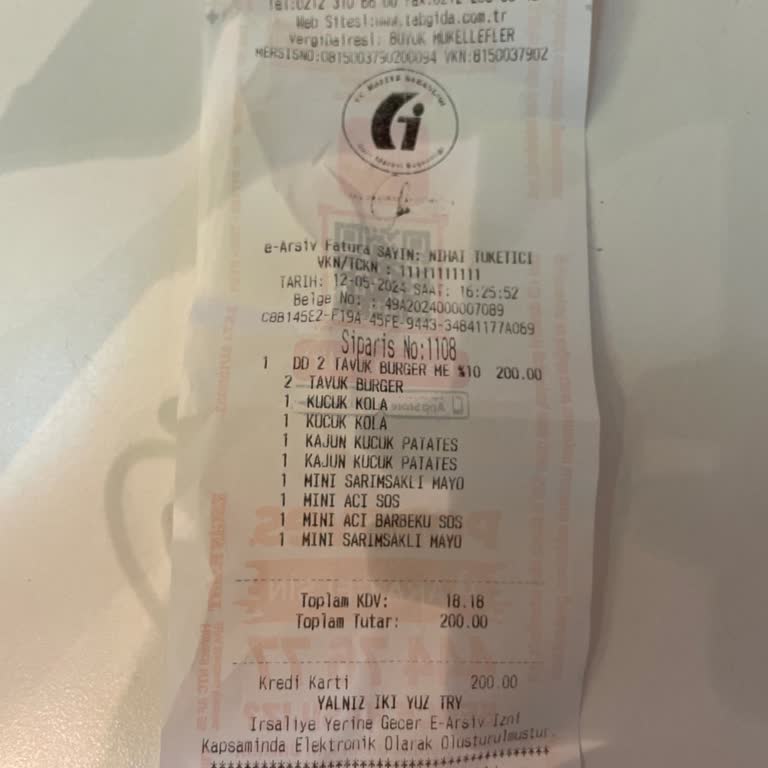 Web Sitesi:www.tabgida.com.tr
VergiDairesi: BUYUK MUKELLEFLER
MERSISNO:0815003790200094 VKN:8150037902
e-Arsiv Fatura SAYIN: NIHAI TUKETICI
VKN/TCKN : 11111111111
TARIH: 12-05-2024 SAAT: 16:25:52
Belge No: : 49A2024000007089
C8B145E2-F19A-45FE-9443-34841177A069
Siparis No:1108
1 DD 2 TAVUK BURGER ME %10 200.00
2 TAVUK BURGER
1 KUCUK KOLA
1 KUCUK KOLA
1 KAJUN KUCUK PATATES
1 KAJUN KUCUK PATATES
1 MINI SARIMSAKLI MAYO
1 MINI ACI SOS
1 MINI ACI BARBEKU SOS
1 MINI SARIMSAKLI MAYO
Toplam KDV: 18.18
Toplam Tutar: 200.00
Kredi Karti 200.00
YALNIZ IKI YUZ TRY
Irsaliye Yerine Gecer E-Arsiv Izni
Kapsaminda Elektronik Olarak Olusturulmustur.